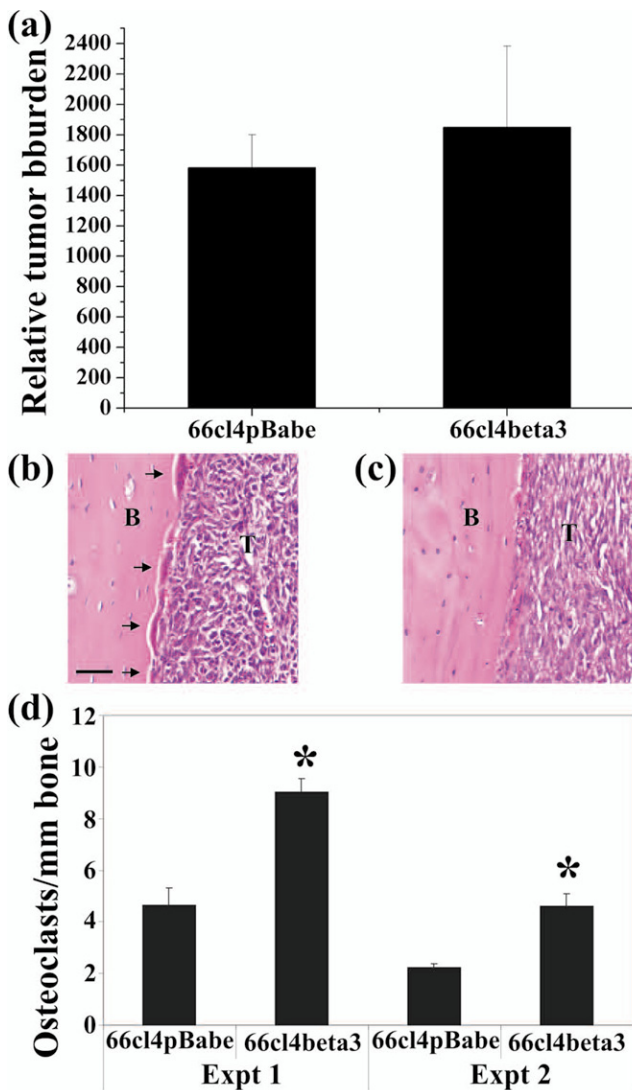 (a)
Relative tumor bburden
2400
2200
2000
1800
1600
1400
1200
1000
800
600
400
200
0
66cl4pBabe 66cl4beta3
(b)
B
T
(c)
B
T
(d)
Osteoclasts/mm bone
12
10
8
6
4
2
0
*
*
66cl4pBabe 66cl4beta3 66cl4pBabe 66cl4beta3
Expt 1 Expt 2